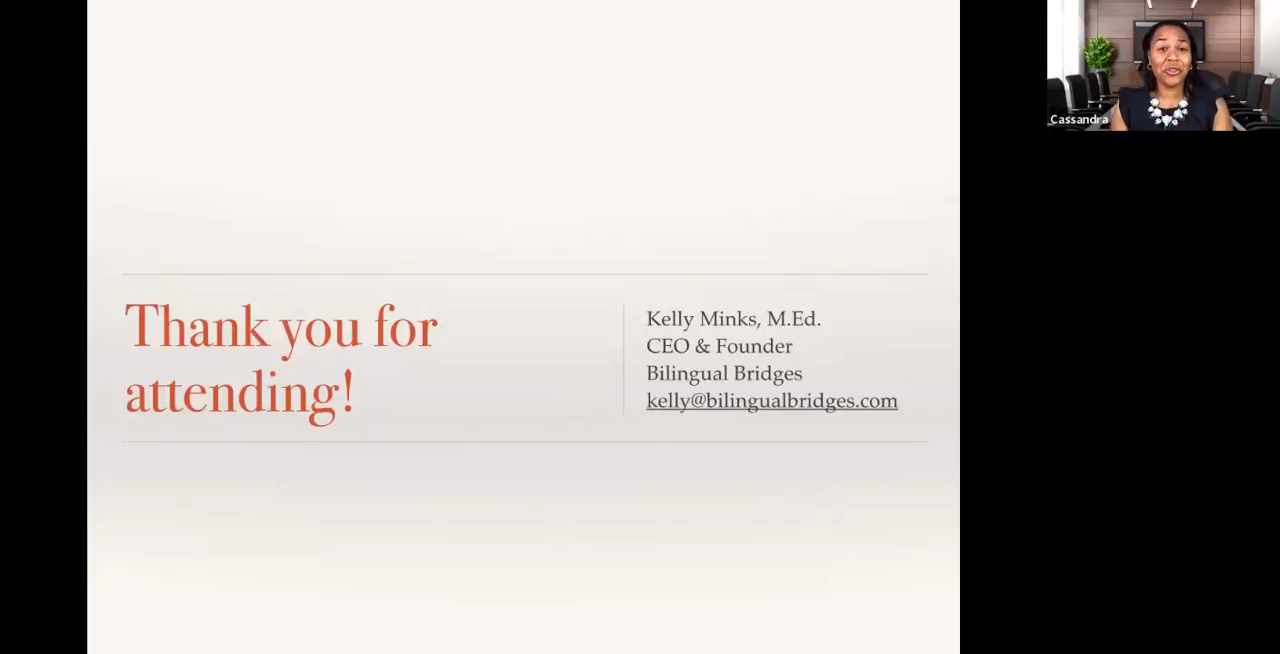 Thank you for
attending!
Kelly Minks, M.Ed.
CEO & Founder
Bilingual Bridges
kelly@bilingualbridges.com
Cassandra